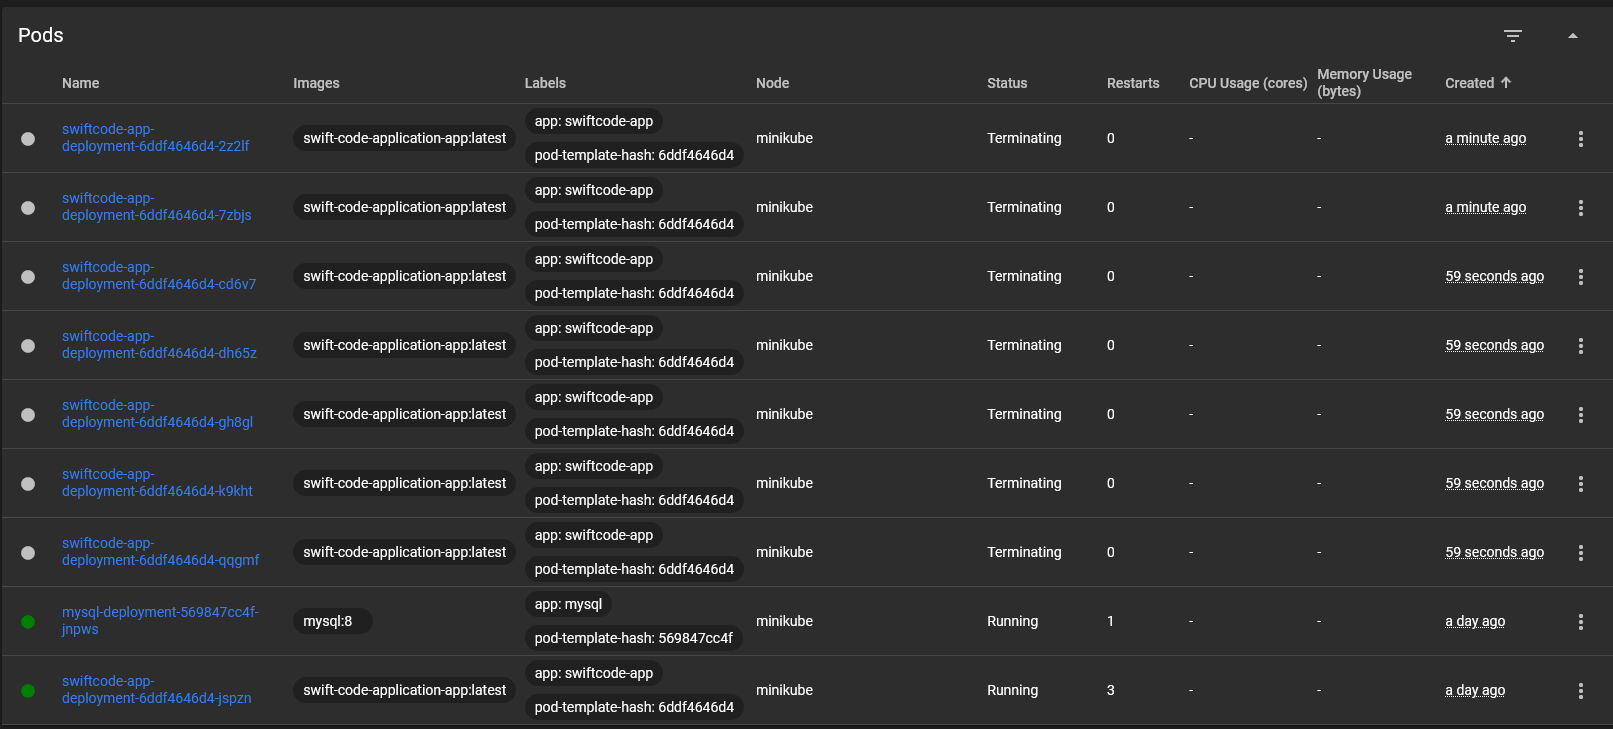 Pods
Name Images Labels Node Status Restarts CPU Usage (cores) Memory Usage (bytes) Created
swiftcode-app-deployment-6ddf4646d4-2z2lf swift-code-application-app:latest app: swiftcode-app pod-template-hash: 6ddf4646d4 minikube Terminating 0 - - a minute ago
swiftcode-app-deployment-6ddf4646d4-7zbjs swift-code-application-app:latest app: swiftcode-app pod-template-hash: 6ddf4646d4 minikube Terminating 0 - - a minute ago
swiftcode-app-deployment-6ddf4646d4-cd6v7 swift-code-application-app:latest app: swiftcode-app pod-template-hash: 6ddf4646d4 minikube Terminating 0 - - 59 seconds ago
swiftcode-app-deployment-6ddf4646d4-dh65z swift-code-application-app:latest app: swiftcode-app pod-template-hash: 6ddf4646d4 minikube Terminating 0 - - 59 seconds ago
swiftcode-app-deployment-6ddf4646d4-gh8gl swift-code-application-app:latest app: swiftcode-app pod-template-hash: 6ddf4646d4 minikube Terminating 0 - - 59 seconds ago
swiftcode-app-deployment-6ddf4646d4-k9kht swift-code-application-app:latest app: swiftcode-app pod-template-hash: 6ddf4646d4 minikube Terminating 0 - - 59 seconds ago
swiftcode-app-deployment-6ddf4646d4-qqgmf swift-code-application-app:latest app: swiftcode-app pod-template-hash: 6ddf4646d4 minikube Terminating 0 - - 59 seconds ago
mysql-deployment-569847cc4f-jnpws mysql:8 app: mysql pod-template-hash: 569847cc4f minikube Running 1 - - a day ago
swiftcode-app-deployment-6ddf4646d4-jspzn swift-code-application-app:latest app: swiftcode-app pod-template-hash: 6ddf4646d4 minikube Running 3 - - a day ago